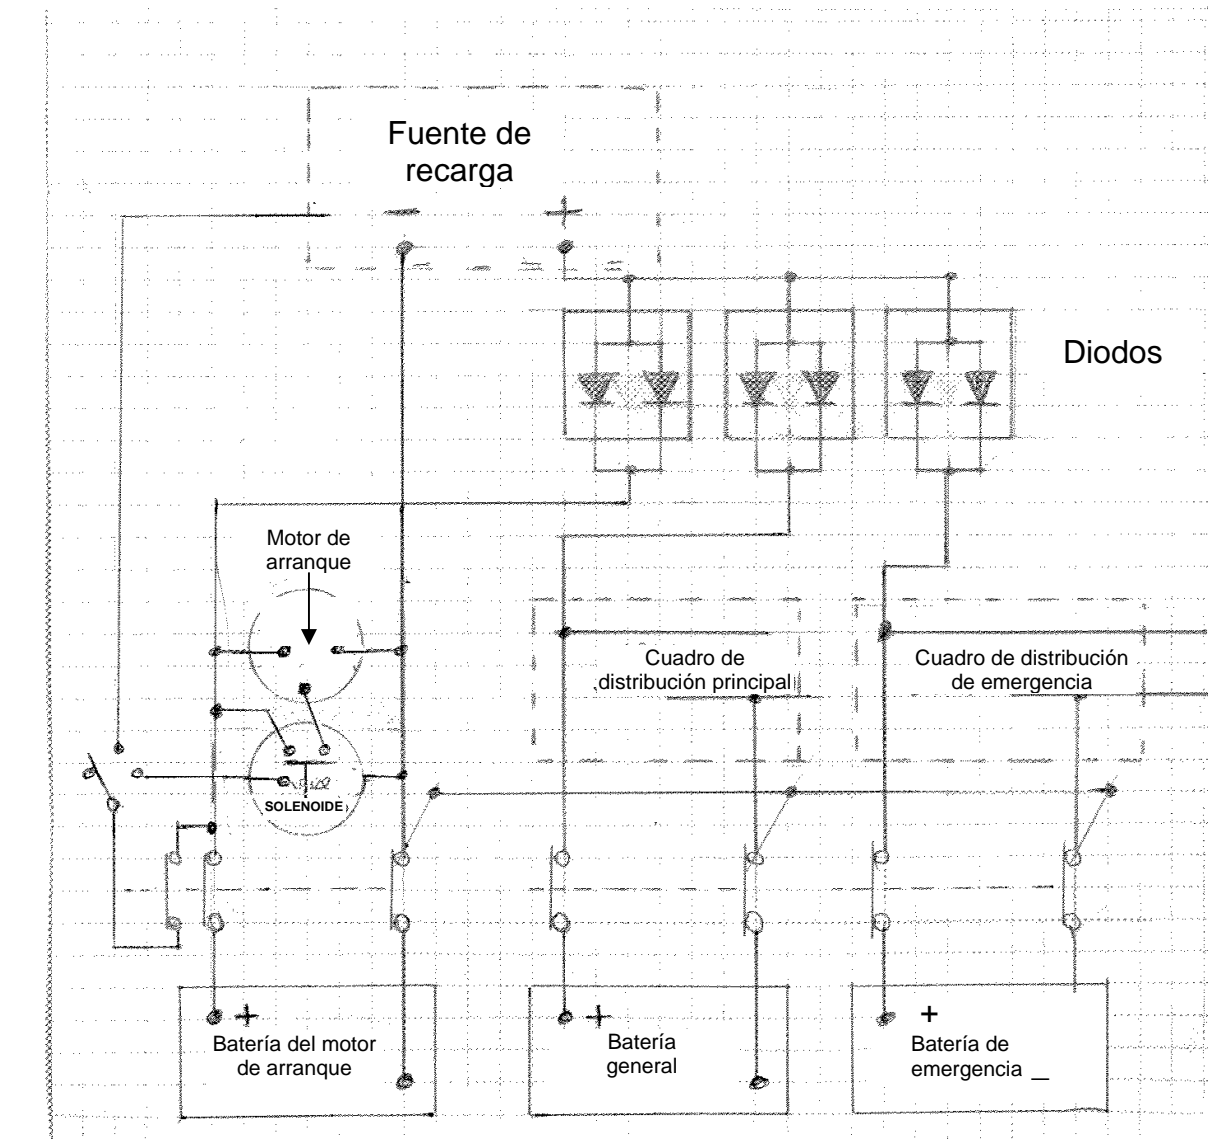 Fuente de
recarga
− +
Diodos
Motor de
arranque
Cuadro de
distribución principal
Cuadro de distribución
de emergencia
SOLENOIDE
+
Batería del motor
de arranque
+
Batería
general
+
Batería de
emergencia _